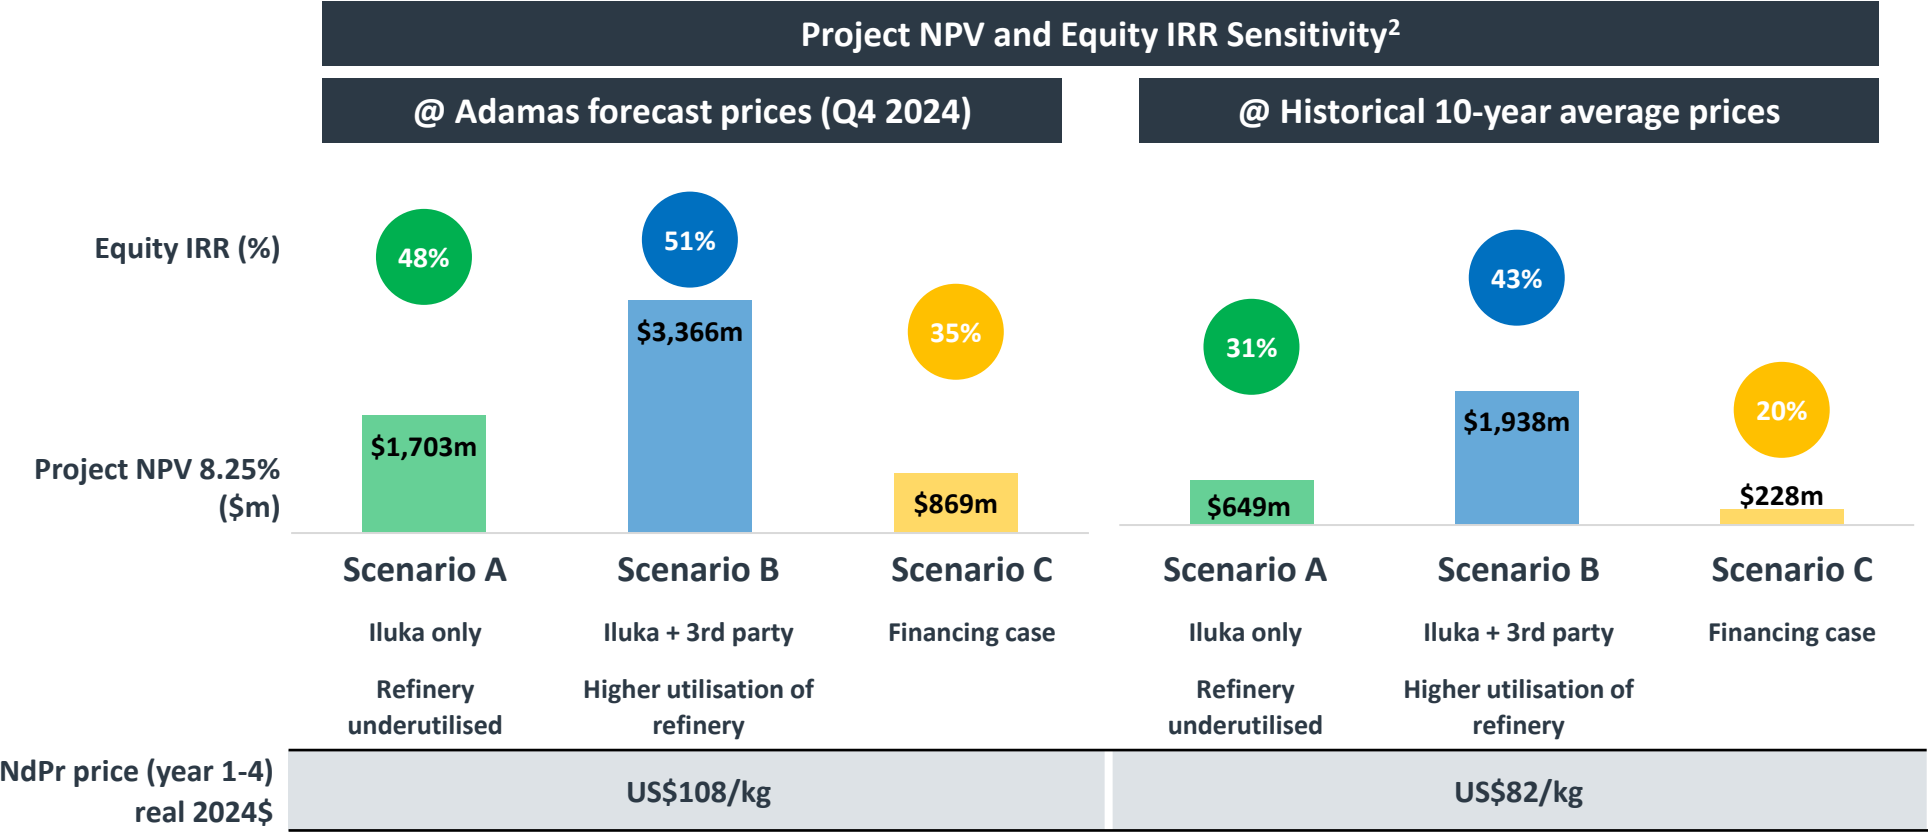 Project NPV and Equity IRR Sensitivity²
@ Adamas forecast prices (Q4 2024)
@ Historical 10-year average prices
Equity IRR (%)
48%
51%
35%
31%
43%
20%
Project NPV 8.25%
($m)
$1,703m
$3,366m
$869m
$649m
$1,938m
$228m
Scenario A
Scenario B
Scenario C
Scenario A
Scenario B
Scenario C
Iluka only
Iluka + 3rd party
Financing case
Iluka only
Iluka + 3rd party
Financing case
Refinery
underutilised
Higher utilisation of
refinery
Refinery
underutilised
Higher utilisation of
refinery
NdPr price (year 1-4)
real 2024$
US$108/kg
US$82/kg